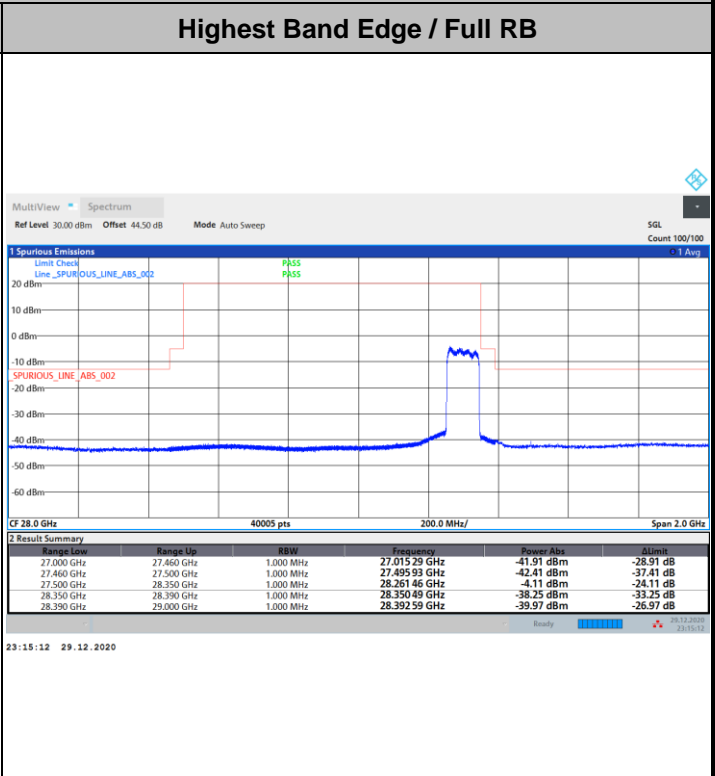 Highest Band Edge / Full RB
MultiView Spectrum
Ref Level 30.00 dBm Offset 44.50 dB Mode Auto Sweep SGL
Count 100/100
1 Spurious Emissions 1 Avg
Limit Check PASS
Line _SPURIOUS_LINE_ABS_002 PASS
20 dBm
10 dBm
0 dBm
-10 dBm
_SPURIOUS_LINE_ABS_002
-20 dBm
-30 dBm
-40 dBm
-50 dBm
-60 dBm
CF 28.0 GHz 40005 pts 200.0 MHz/ Span 2.0 GHz
2 Result Summary
Range Low Range Up RBW Frequency Power Abs ΔLimit
27.000 GHz 27.460 GHz 1.000 MHz 27.015 29 GHz -41.91 dBm -28.91 dB
27.460 GHz 27.500 GHz 1.000 MHz 27.495 93 GHz -42.41 dBm -37.41 dB
27.500 GHz 28.350 GHz 1.000 MHz 28.261 46 GHz -4.11 dBm -24.11 dB
28.350 GHz 28.390 GHz 1.000 MHz 28.350 49 GHz -38.25 dBm -33.25 dB
28.390 GHz 29.000 GHz 1.000 MHz 28.392 59 GHz -39.97 dBm -26.97 dB
Ready 29.12.2020
23:15:12
23:15:12 29.12.2020